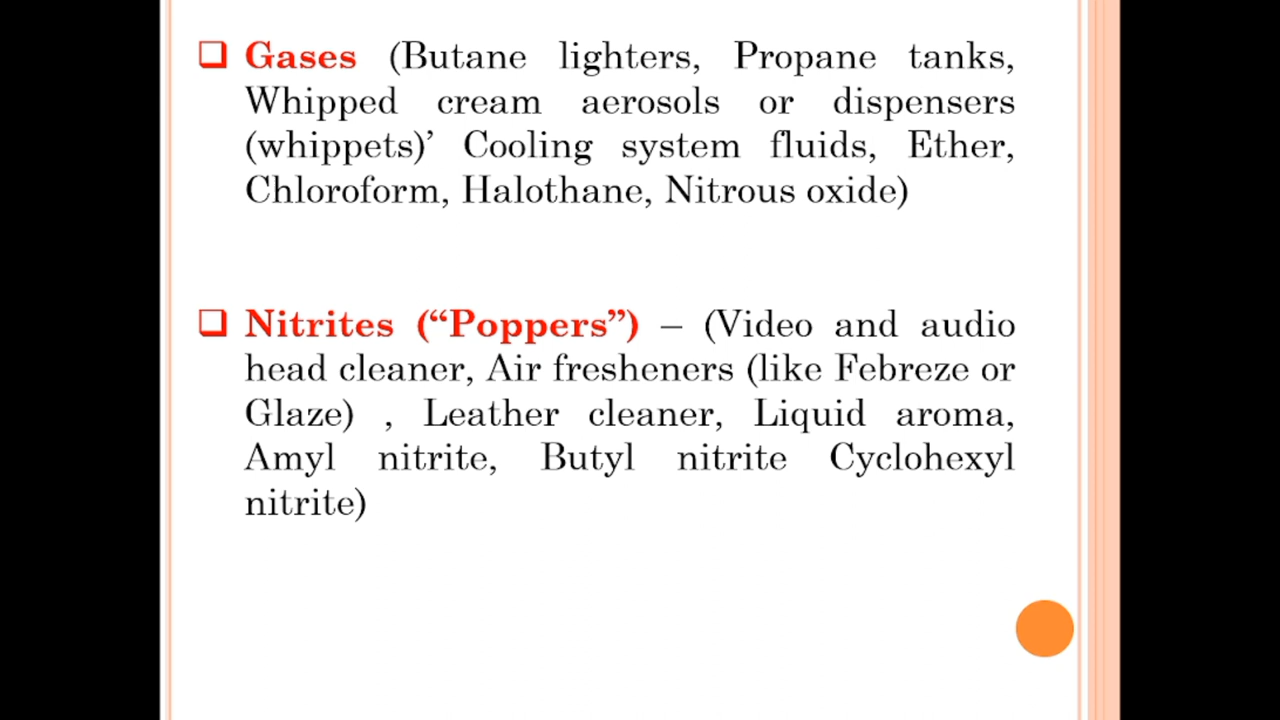 ❑ Gases (Butane lighters, Propane tanks,
Whipped cream aerosols or dispensers
(whippets)’ Cooling system fluids, Ether,
Chloroform, Halothane, Nitrous oxide)
❑ Nitrites (“Poppers”) – (Video and audio
head cleaner, Air fresheners (like Febreze or
Glaze) , Leather cleaner, Liquid aroma,
Amyl nitrite, Butyl nitrite Cyclohexyl
nitrite)